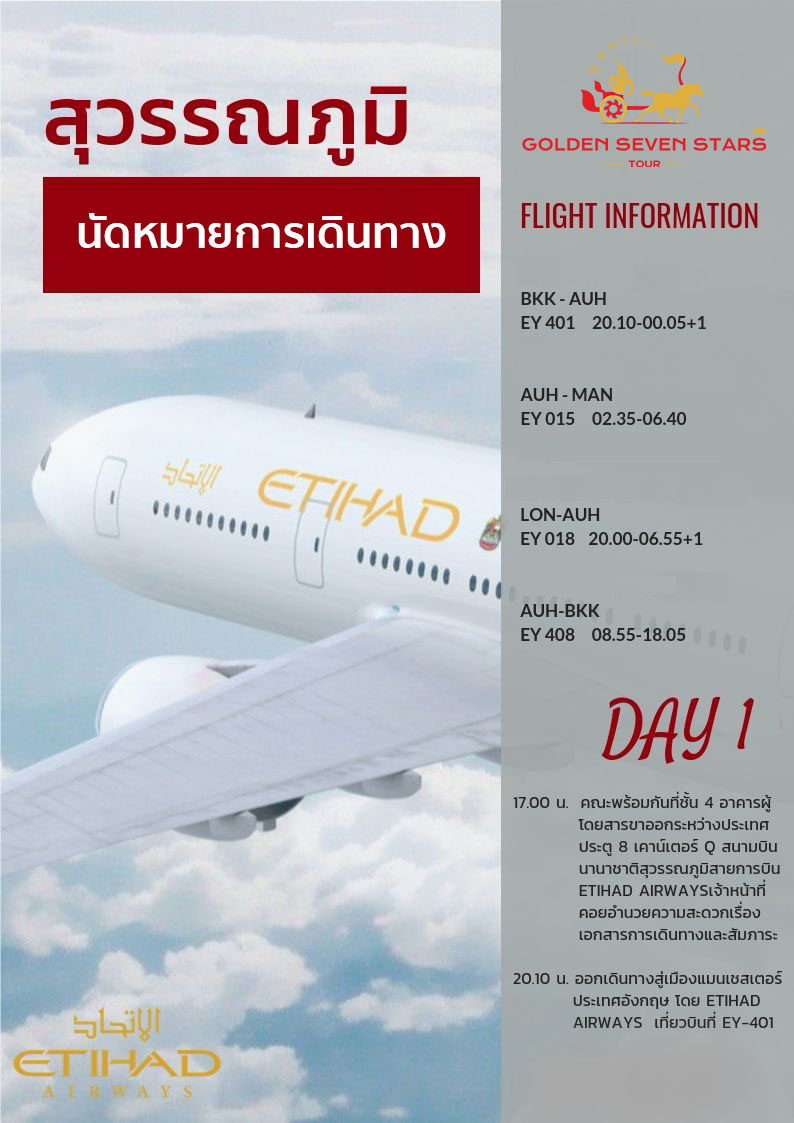 สุวรรณภูมิ
นัดหมายการเดินทาง
الإتحاد
ETIHAD
الإتحاد
ETIHAD
AIRWAYS
GOLDEN SEVEN STARS
TOUR
FLIGHT INFORMATION
BKK - AUH
EY 401 20.10-00.05+1
AUH - MAN
EY 015 02.35-06.40
LON-AUH
EY 018 20.00-06.55+1
AUH-BKK
EY 408 08.55-18.05
DAY 1
17.00 น. คณะพร้อมกันที่ชั้น 4 อาคารผู้
โดยสารขาออกระหว่างประเทศ
ประตู 8 เคาน์เตอร์ Q สนามบิน
นานาชาติสุวรรณภูมิสายการบิน
ETIHAD AIRWAYSเจ้าหน้าที่
คอยอำนวยความสะดวกเรื่อง
เอกสารการเดินทางและสัมภาระ
20.10 น. ออกเดินทางสู่เมืองแมนเชสเตอร์
ประเทศอังกฤษ โดย ETIHAD
AIRWAYS เที่ยวบินที่ EY-401